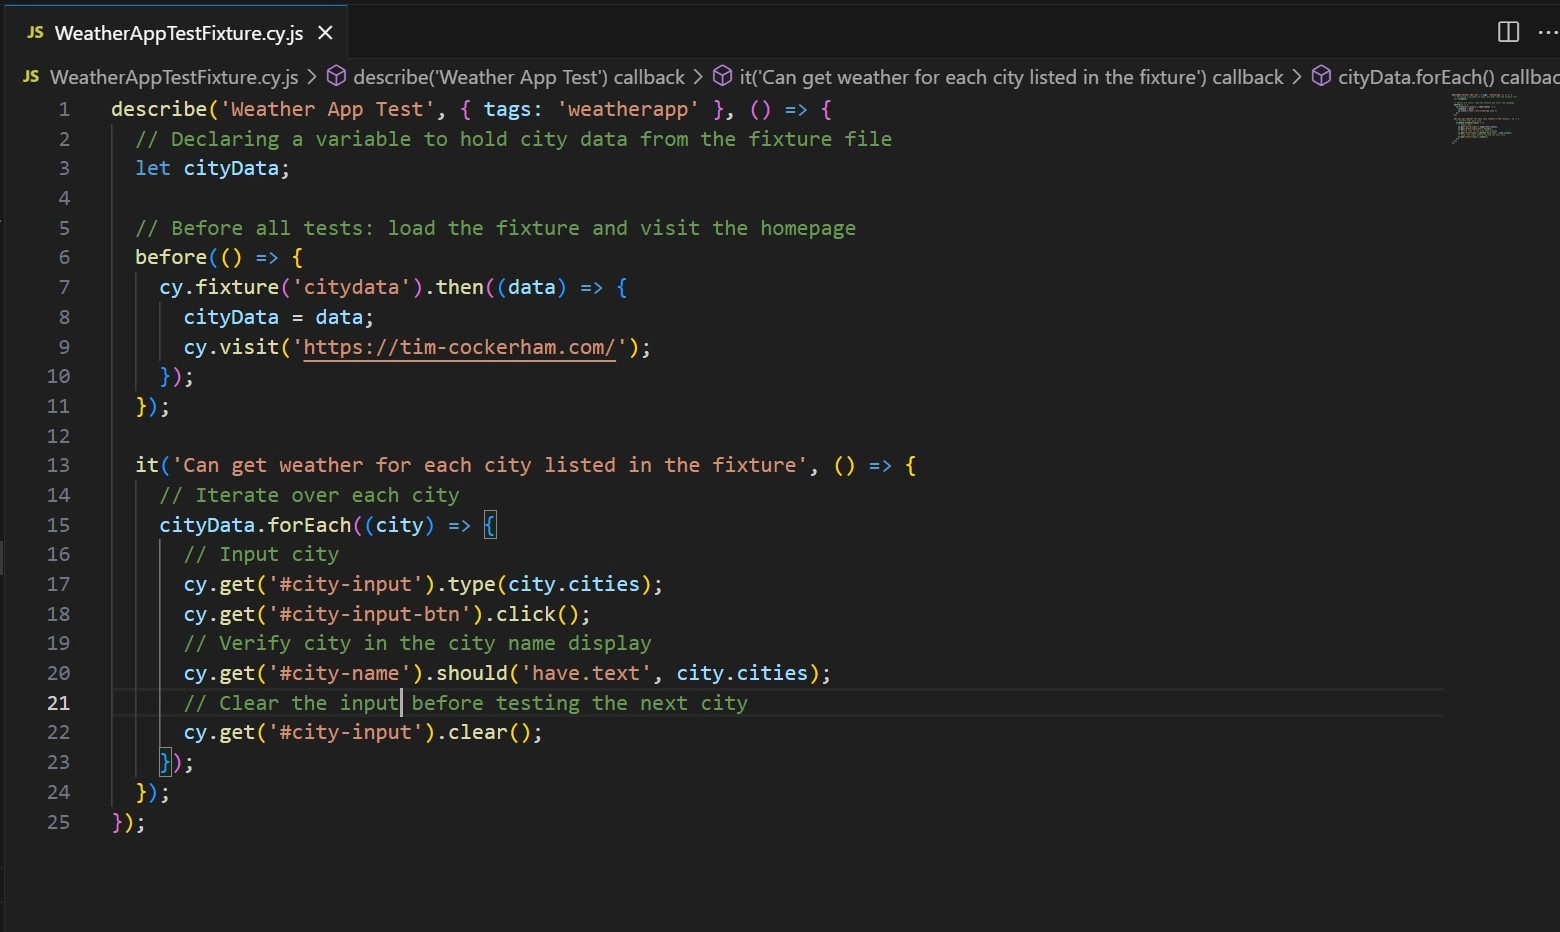 JS WeatherAppTestFixture.cy.js ×
JS WeatherAppTestFixture.cy.js > describe('Weather App Test') callback > it('Can get weather for each city listed in the fixture') callback > cityData.forEach() callbac
1 describe('Weather App Test', { tags: 'weatherapp' }, () => {
2   // Declaring a variable to hold city data from the fixture file
3   let cityData;
4
5   // Before all tests: load the fixture and visit the homepage
6   before(() => {
7     cy.fixture('citydata').then((data) => {
8       cityData = data;
9       cy.visit('https://tim-cockerham.com/');
10     });
11   });
12
13   it('Can get weather for each city listed in the fixture', () => {
14     // Iterate over each city
15     cityData.forEach((city) => {
16       // Input city
17       cy.get('#city-input').type(city.cities);
18       cy.get('#city-input-btn').click();
19       // Verify city in the city name display
20       cy.get('#city-name').should('have.text', city.cities);
21       // Clear the input before testing the next city
22       cy.get('#city-input').clear();
23     });
24   });
25 });